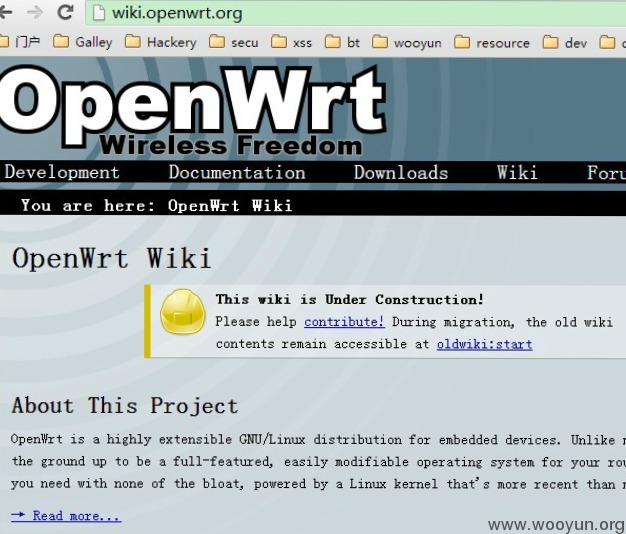 wiki.openwrt.org
门户 Galley Hackery secu xss bt wooyun resource dev
OpenWrt
Wireless Freedom
Development Documentation Downloads Wiki Foru
You are here: OpenWrt Wiki
OpenWrt Wiki
This wiki is Under Construction!
Please help contribute! During migration, the old wiki
contents remain accessible at oldwiki:start
About This Project
OpenWrt is a highly extensible GNU/Linux distribution for embedded devices. Unlike
the ground up to be a full-featured, easily modifiable operating system for your rou
you need with none of the bloat, powered by a Linux kernel that's more recent than
→ Read more...
www.wooyun.org